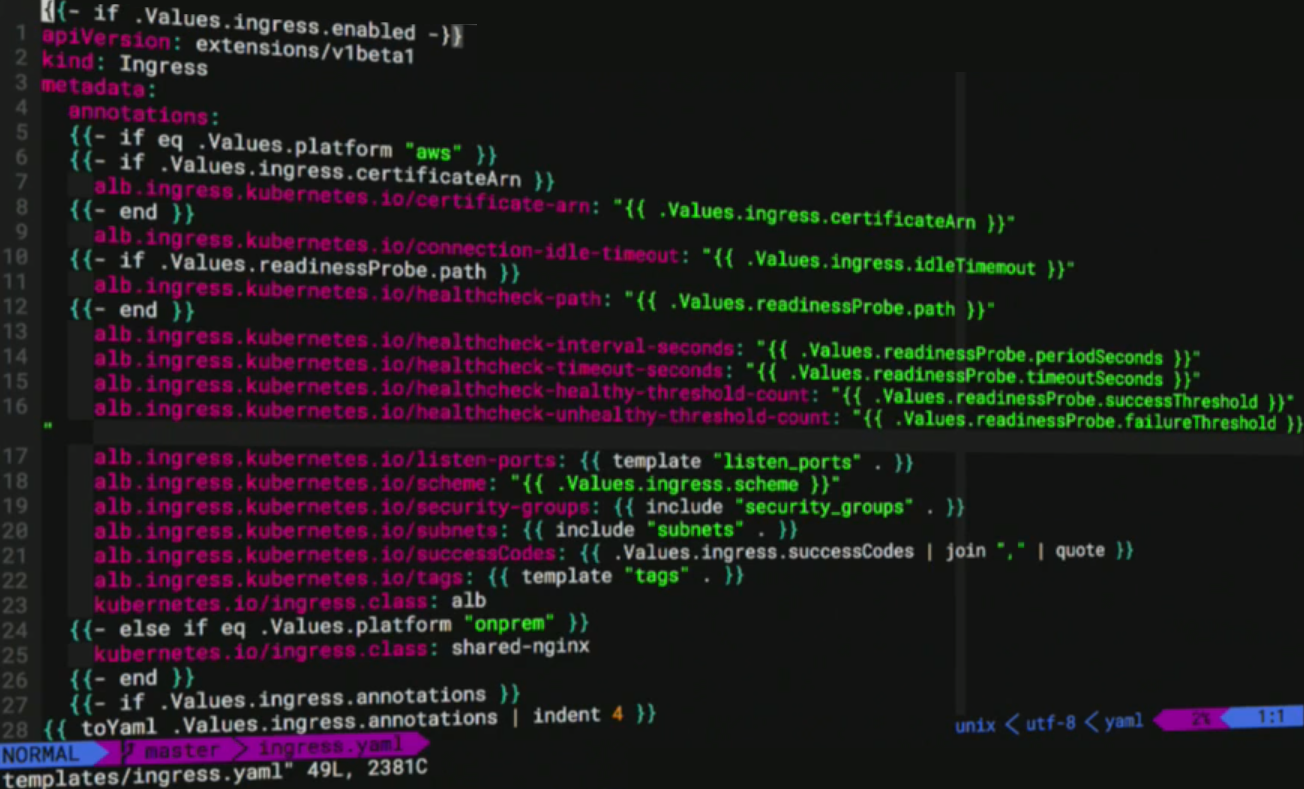 {{- if .Values.ingress.enabled -}}
1 apiVersion: extensions/v1beta1
2 kind: Ingress
3 metadata:
4 annotations:
5 {{- if eq .Values.platform "aws" }}
6 {{- if .Values.ingress.certificateArn }}
7 alb.ingress.kubernetes.io/certificate-arn: "{{ .Values.ingress.certificateArn }}"
8 {{- end }}
9 alb.ingress.kubernetes.io/connection-idle-timeout: "{{ .Values.ingress.idleTimemout }}"
10 {{- if .Values.readinessProbe.path }}
11 alb.ingress.kubernetes.io/healthcheck-path: "{{ .Values.readinessProbe.path }}"
12 {{- end }}
13 alb.ingress.kubernetes.io/healthcheck-interval-seconds: "{{ .Values.readinessProbe.periodSeconds }}"
14 alb.ingress.kubernetes.io/healthcheck-timeout-seconds: "{{ .Values.readinessProbe.timeoutSeconds }}"
15 alb.ingress.kubernetes.io/healthcheck-healthy-threshold-count: "{{ .Values.readinessProbe.successThreshold }}"
16 alb.ingress.kubernetes.io/healthcheck-unhealthy-threshold-count: "{{ .Values.readinessProbe.failureThreshold }}
"
17 alb.ingress.kubernetes.io/listen-ports: {{ template "listen_ports" . }}
18 alb.ingress.kubernetes.io/scheme: "{{ .Values.ingress.scheme }}"
19 alb.ingress.kubernetes.io/security-groups: {{ include "security_groups" . }}
20 alb.ingress.kubernetes.io/subnets: {{ include "subnets" . }}
21 alb.ingress.kubernetes.io/successCodes: {{ .Values.ingress.successCodes | join "," | quote }}
22 alb.ingress.kubernetes.io/tags: {{ template "tags" . }}
23 kubernetes.io/ingress.class: alb
24 {{- else if eq .Values.platform "onprem" }}
25 kubernetes.io/ingress.class: shared-nginx
26 {{- end }}
27 {{- if .Values.ingress.annotations }}
28 {{ toYaml .Values.ingress.annotations | indent 4 }}
NORMAL master ingress.yaml unix < utf-8 < yaml 2% 1:1
templates/ingress.yaml" 49L, 2381C